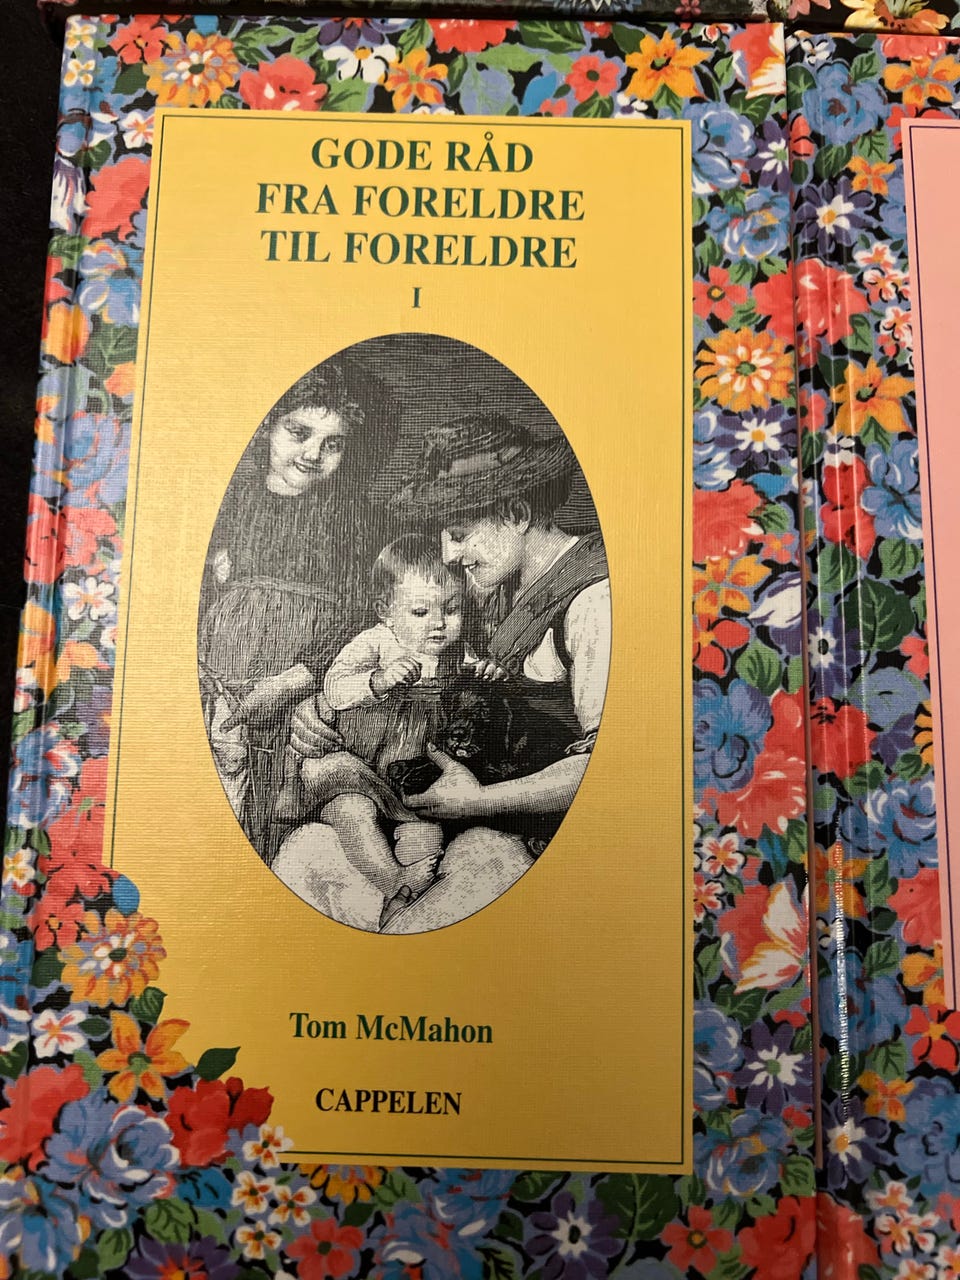 GODE RÅD
FRA FORELDRE
TIL FORELDRE
I
Tom McMahon
CAPPELEN